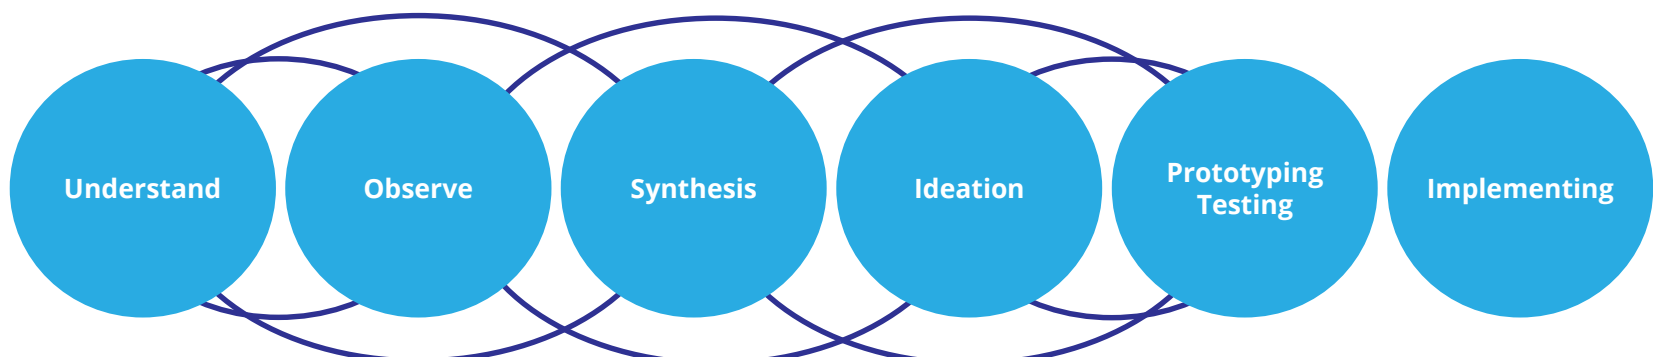 Understand
Observe
Synthesis
Ideation
Prototyping
Testing
Implementing